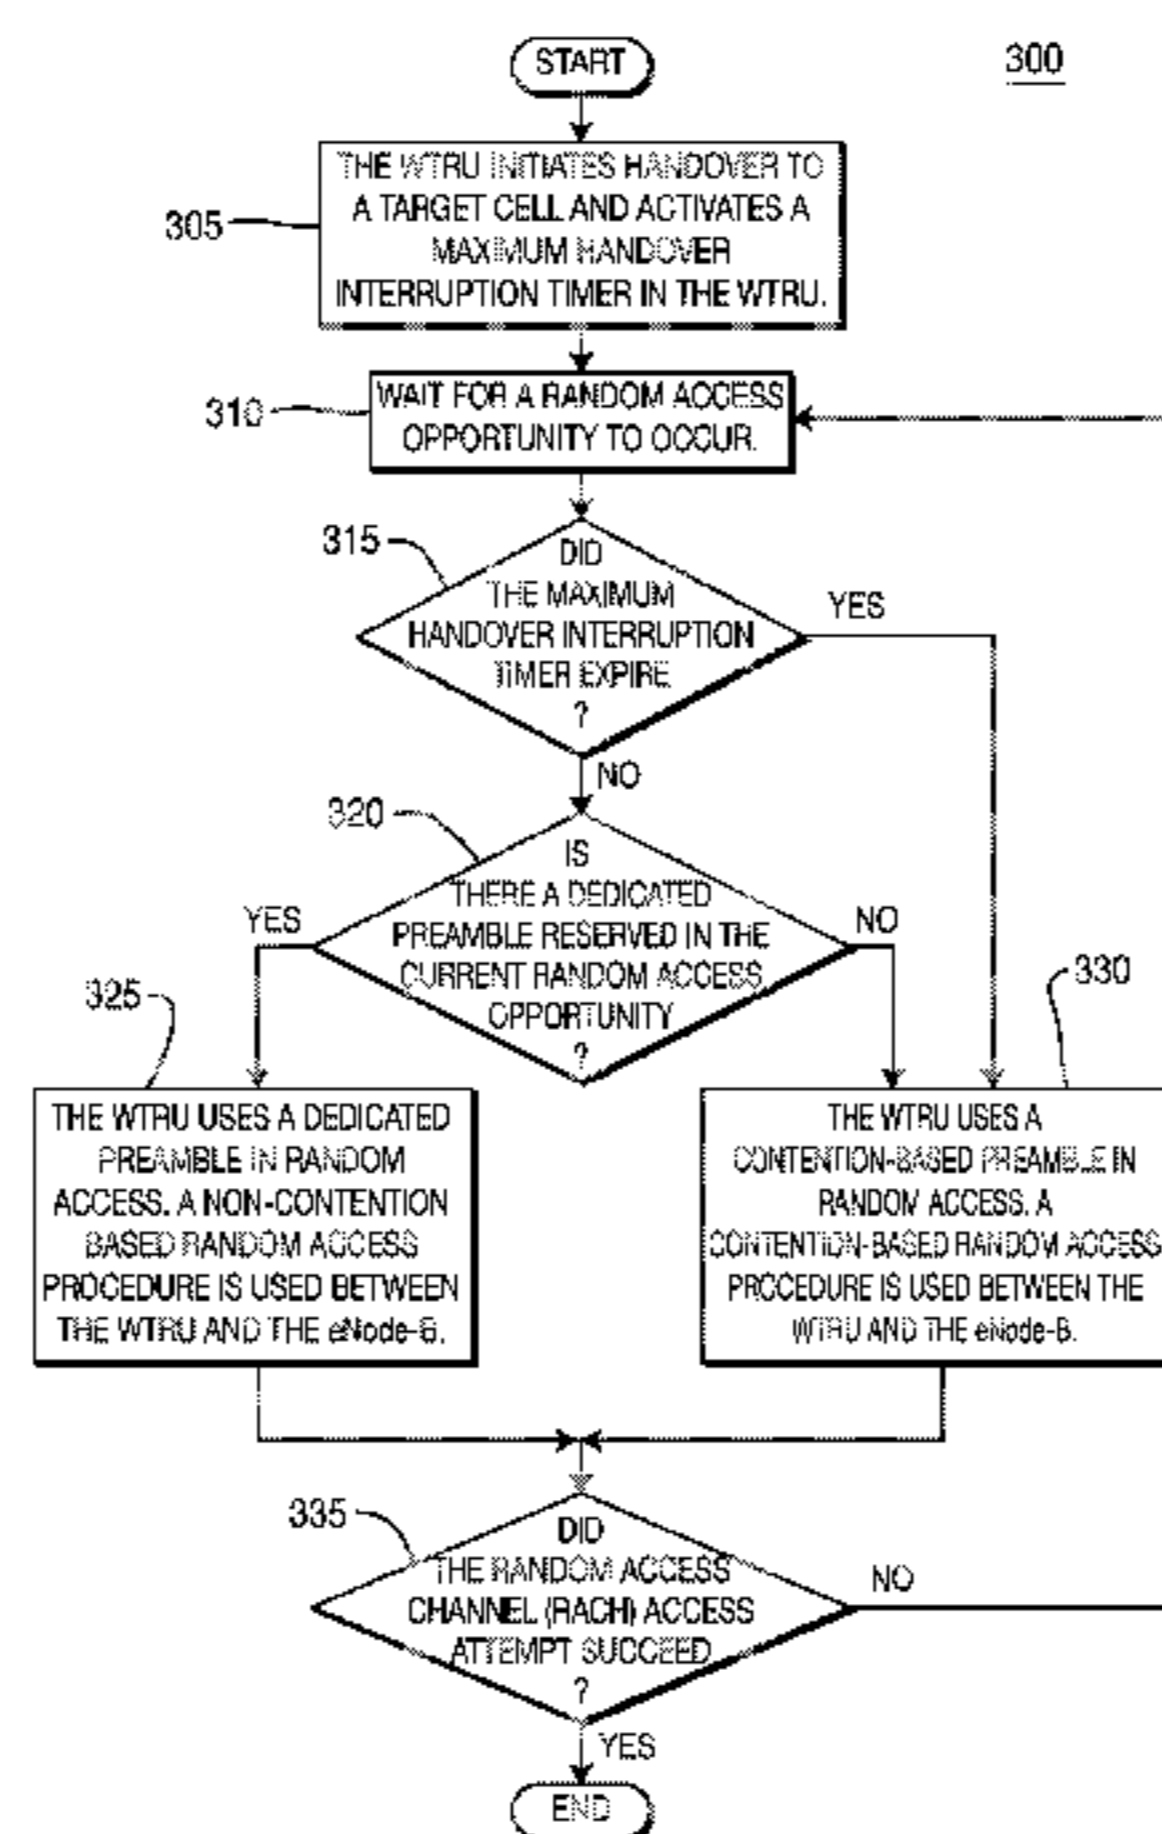 START
300
THE WTRU INITIATES HANDOVER TO
A TARGET CELL AND ACTIVATES A
MAXIMUM HANDOVER
INTERRUPTION TIMER IN THE WTRU.
305
WAIT FOR A RANDOM ACCESS
OPPORTUNITY TO OCCUR.
310
315
DID
THE MAXIMUM
HANDOVER INTERRUPTION
TIMER EXPIRE
?
YES
NO
320
IS
THERE A DEDICATED
PREAMBLE RESERVED IN THE
CURRENT RANDOM ACCESS
OPPORTUNITY
?
YES
NO
325
330
THE WTRU USES A DEDICATED
PREAMBLE IN RANDOM
ACCESS. A NON-CONTENTION
BASED RANDOM ACCESS
PROCEDURE IS USED BETWEEN
THE WTRU AND THE eNode-B.
THE WTRU USES A
CONTENTION-BASED PREAMBLE IN
RANDOM ACCESS. A
CONTENTION-BASED RANDOM ACCESS
PROCEDURE IS USED BETWEEN THE
WTRU AND THE eNode-B.
335
DID
THE RANDOM ACCESS
CHANNEL (RACH) ACCESS
ATTEMPT SUCCEED
?
NO
YES
END